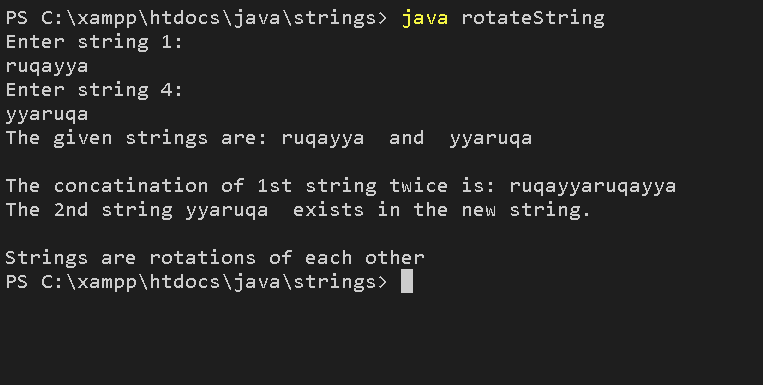 PS C:\xampp\htdocs\java\strings> java rotateString
Enter string 1:
ruqayya
Enter string 4:
yyaruqa
The given strings are: ruqayya  and  yyaruqa
The concatination of 1st string twice is: ruqayyaruqayya
The 2nd string yyaruqa  exists in the new string.
Strings are rotations of each other
PS C:\xampp\htdocs\java\strings>